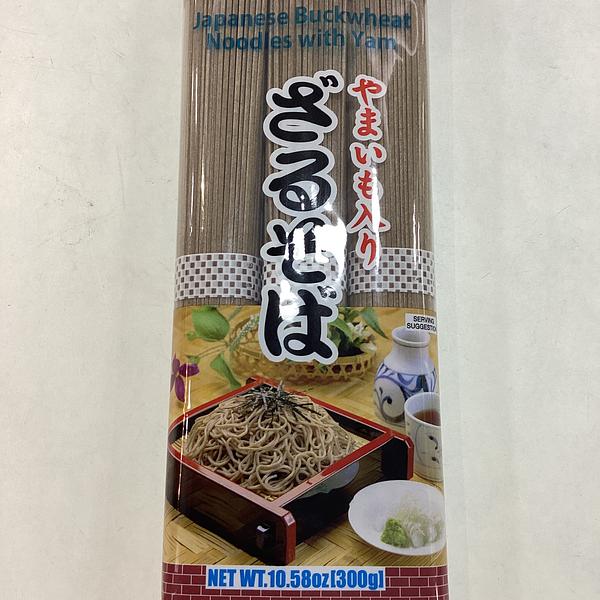 Japanese Buckwheat
Noodles with Yam
やまいも入り
ざるそば
SERVING
SUGGESTION
NET WT.10.58oz[300g]